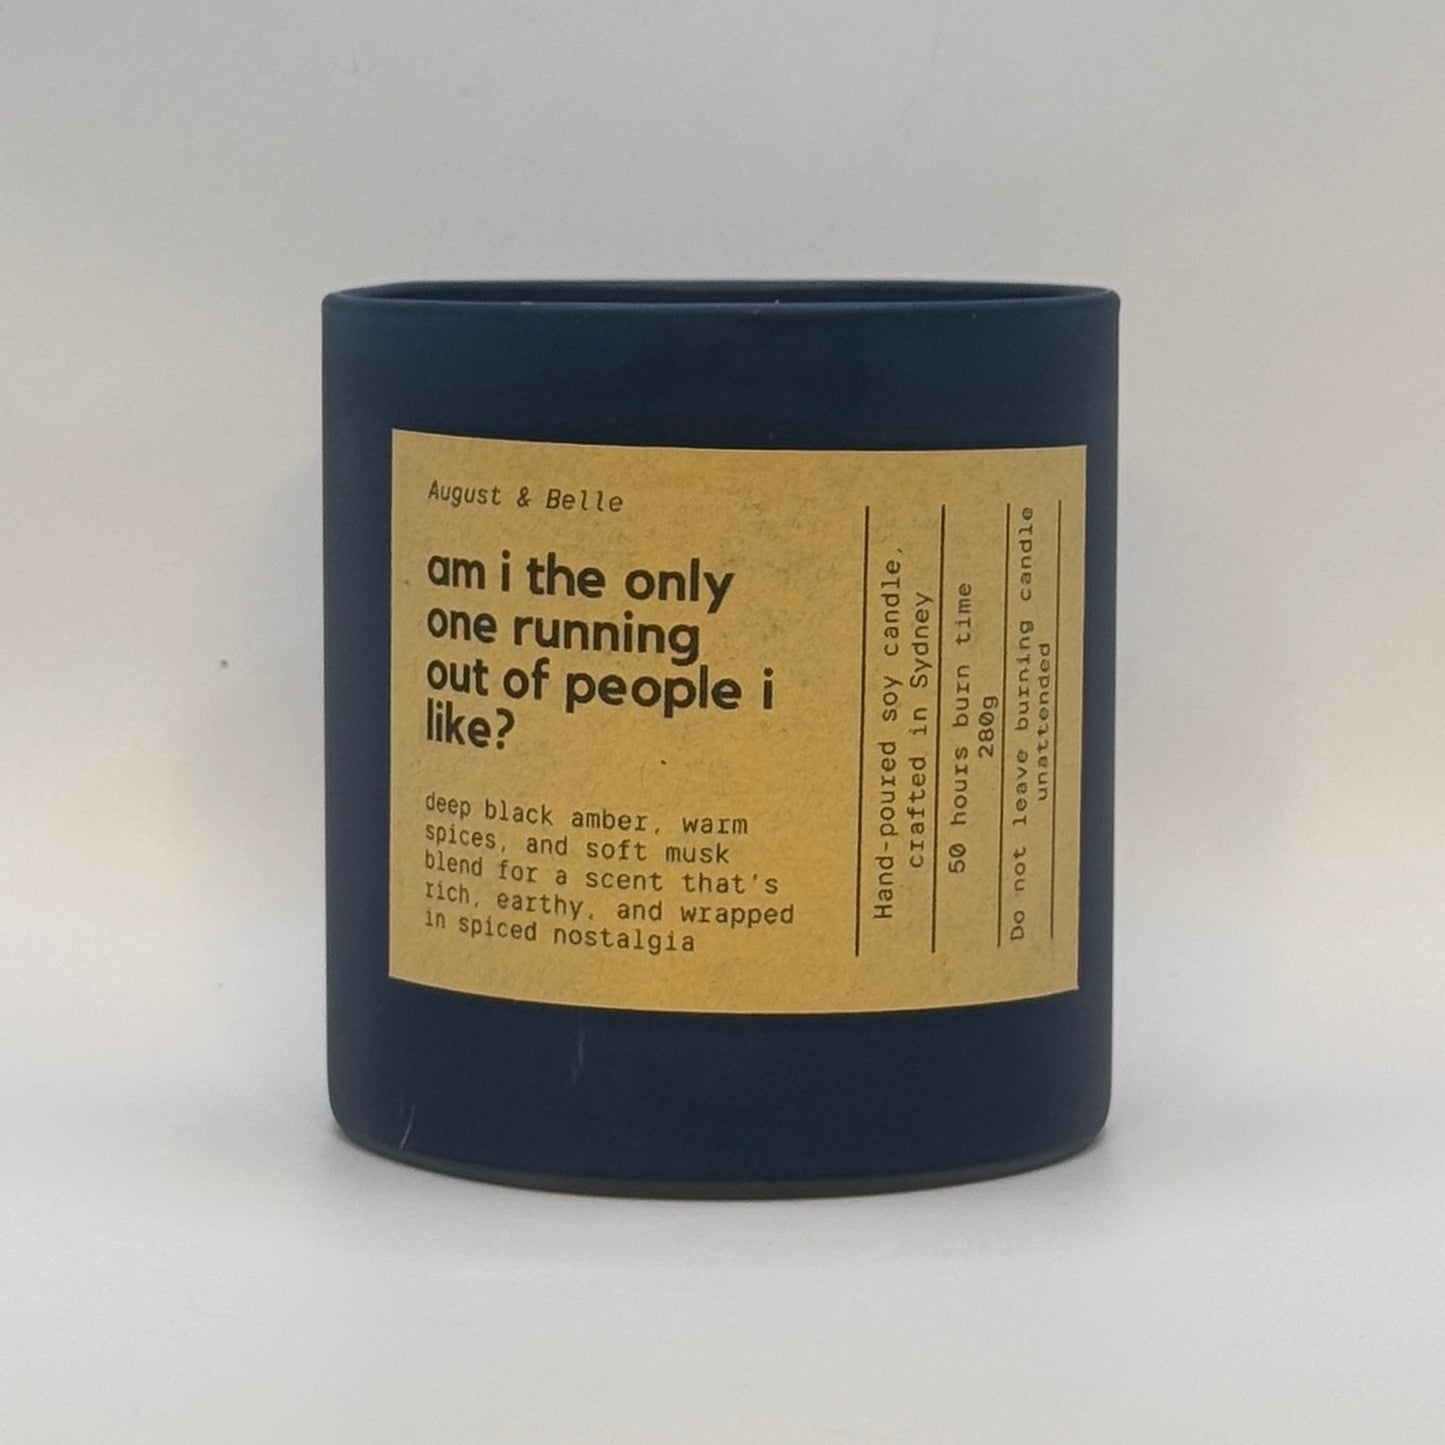 August & Belle
am i the only
one running
out of people i
like?
deep black amber, warm
spices, and soft musk
blend for a scent that's
rich, earthy, and wrapped
in spiced nostalgia
Hand-poured soy candle,
crafted in Sydney
50 hours burn time
280g
Do not leave burning candle
unattended